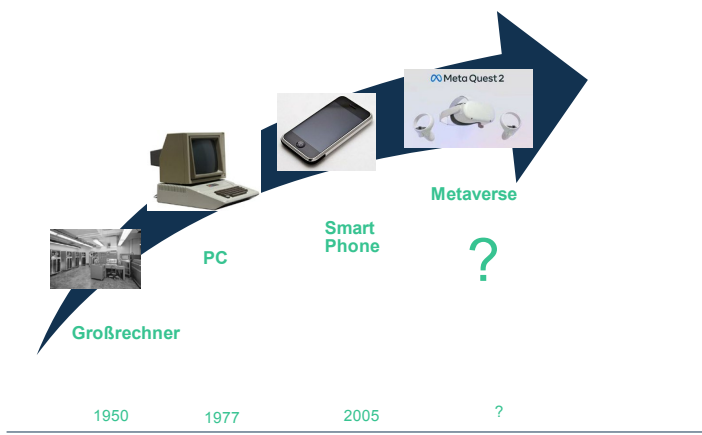 Meta Quest 2
Metaverse
Smart
Phone
?
PC
Großrechner
1950
1977
2005
?